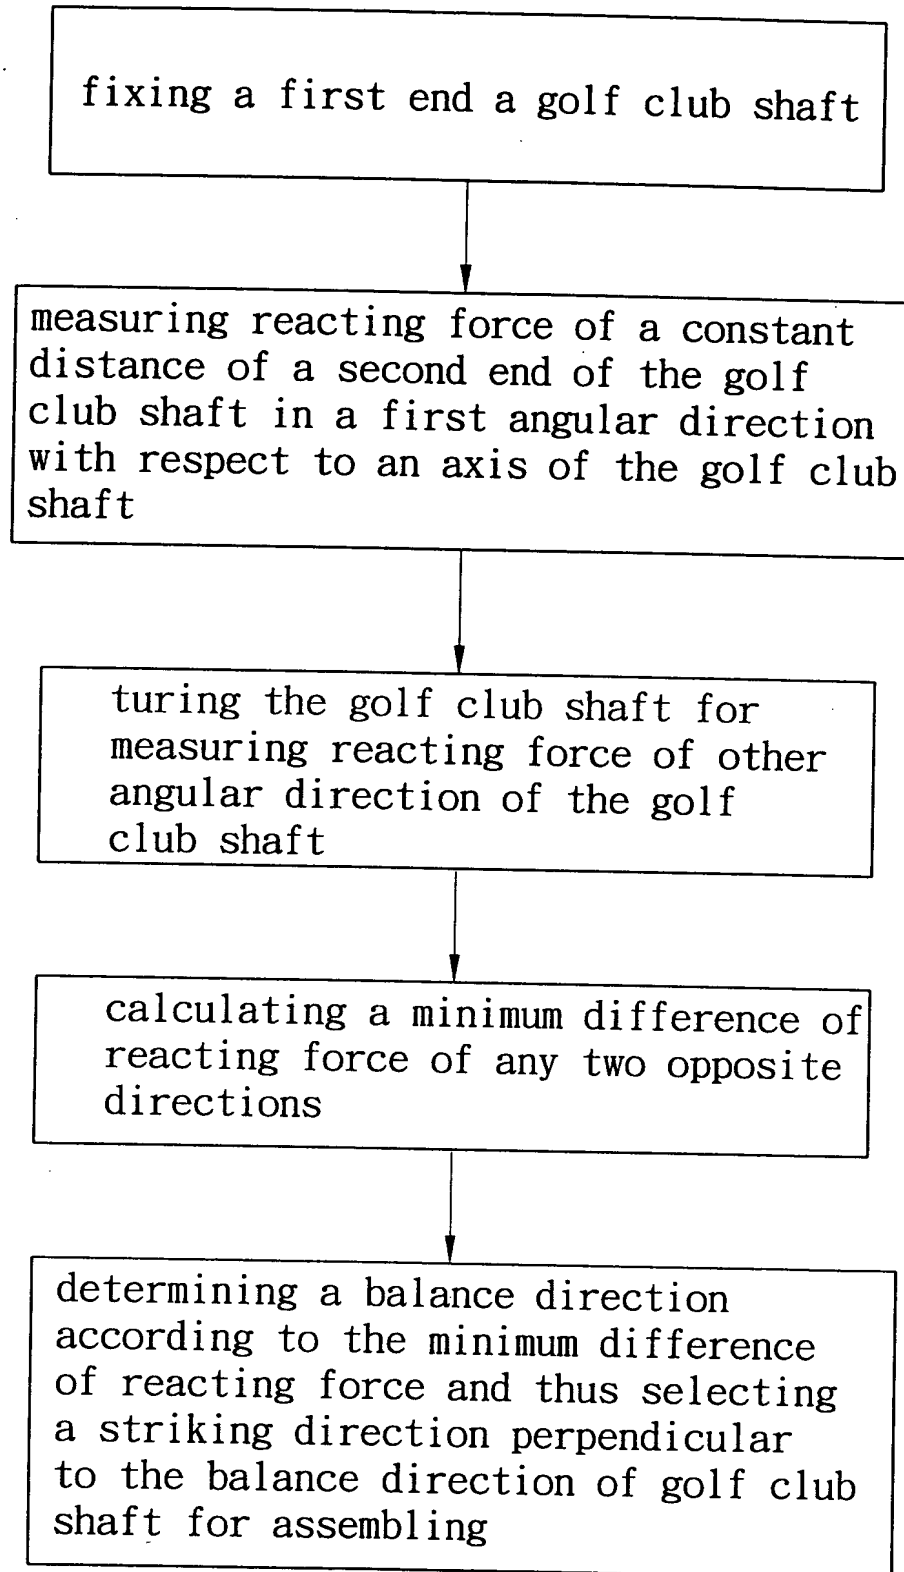 fixing a first end a golf club shaft
measuring reacting force of a constant
distance of a second end of the golf
club shaft in a first angular direction
with respect to an axis of the golf club
shaft
turing the golf club shaft for
measuring reacting force of other
angular direction of the golf
club shaft
calculating a minimum difference of
reacting force of any two opposite
directions
determining a balance direction
according to the minimum difference
of reacting force and thus selecting
a striking direction perpendicular
to the balance direction of golf club
shaft for assembling